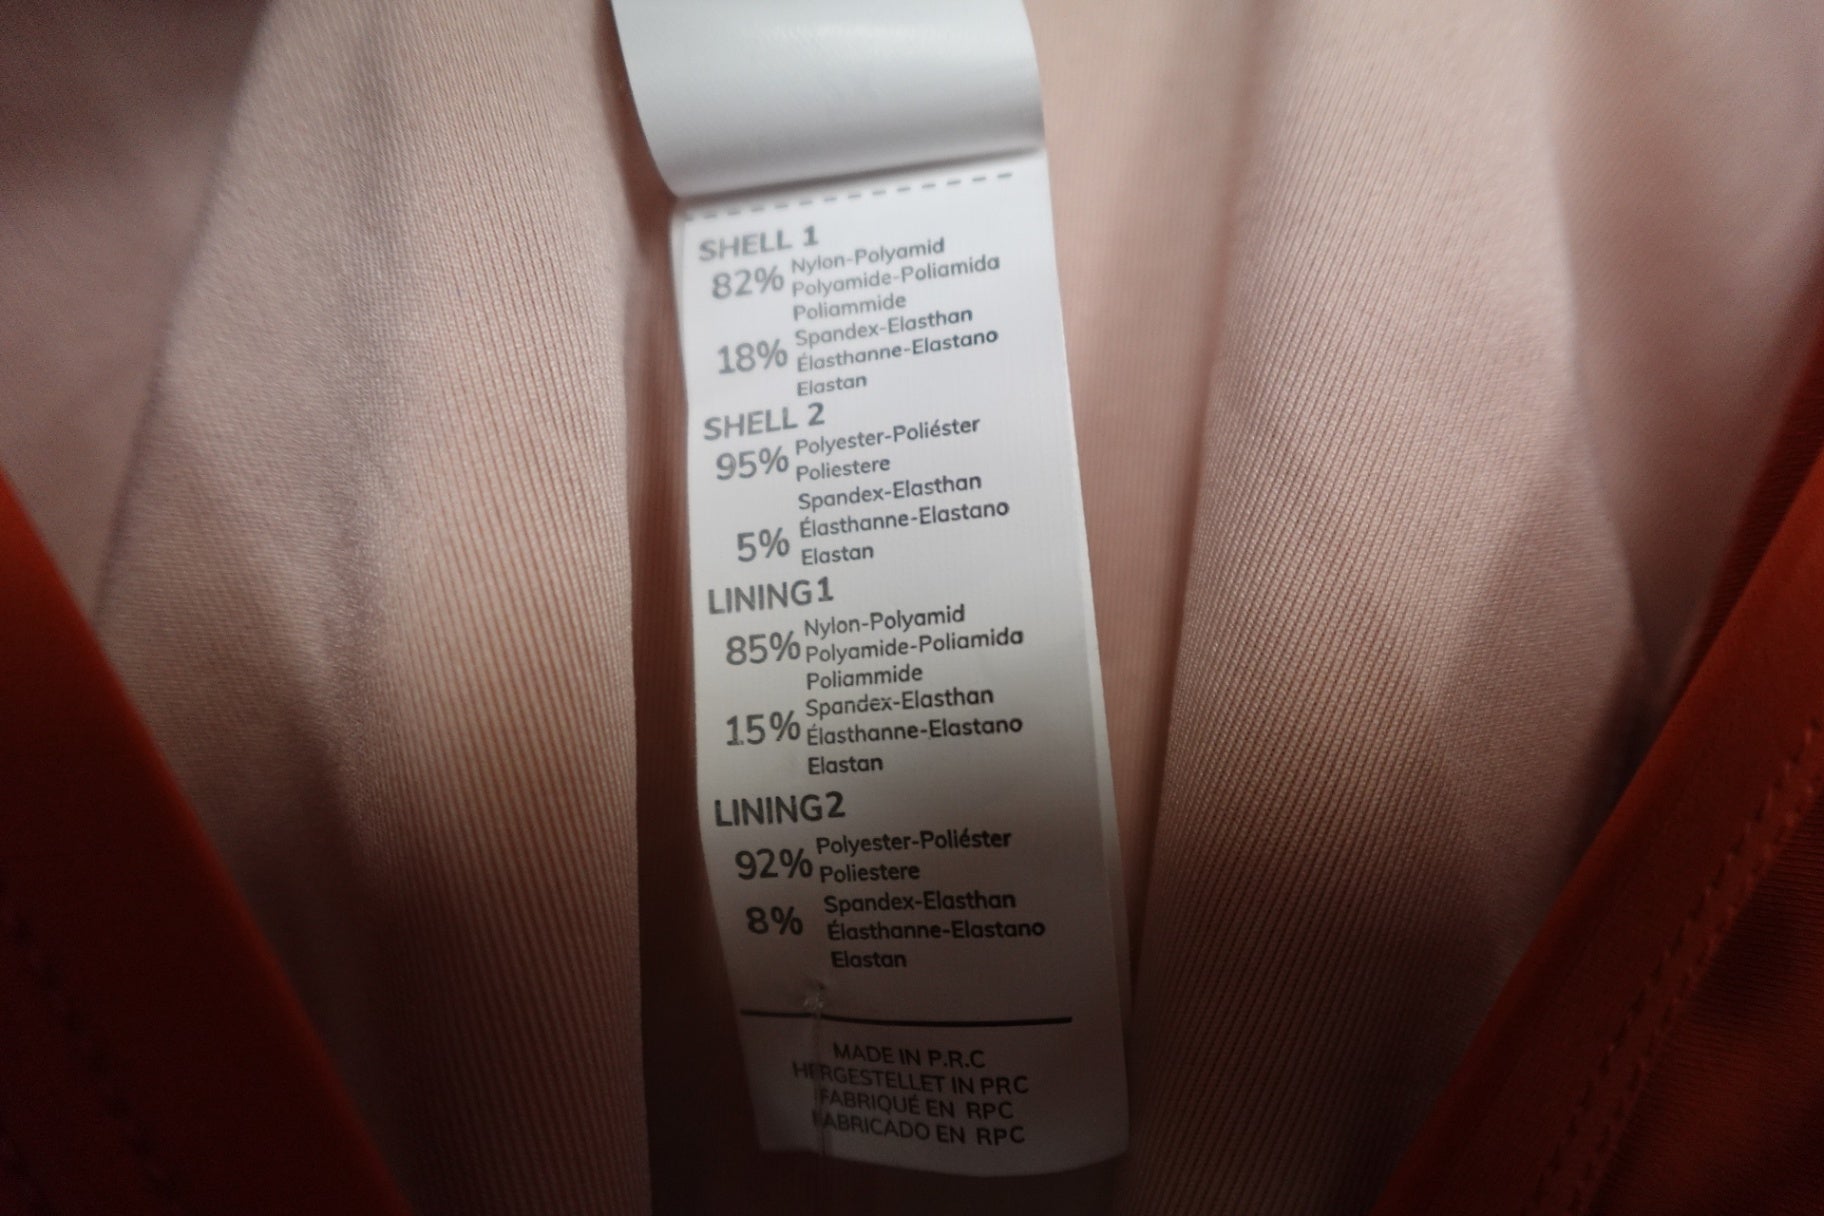 SHELL 1
82% Nylon-Polyamid
Polyamide-Poliamida
Poliammide
18% Spandex-Elasthan
Élasthanne-Elastano
Elastan
SHELL 2
95% Polyester-Poliéster
Poliestere
Spandex-Elasthan
5% Élasthanne-Elastano
Elastan
LINING1
85% Nylon-Polyamid
Polyamide-Poliamida
Poliammide
15% Spandex-Elasthan
Élasthanne-Elastano
Elastan
LINING2
92% Polyester-Poliéster
Poliestere
8% Spandex-Elasthan
Élasthanne-Elastano
Elastan
MADE IN P.R.C
HERGESTELLET IN PRC
FABRIQUÉ EN RPC
FABRICADO EN RPC